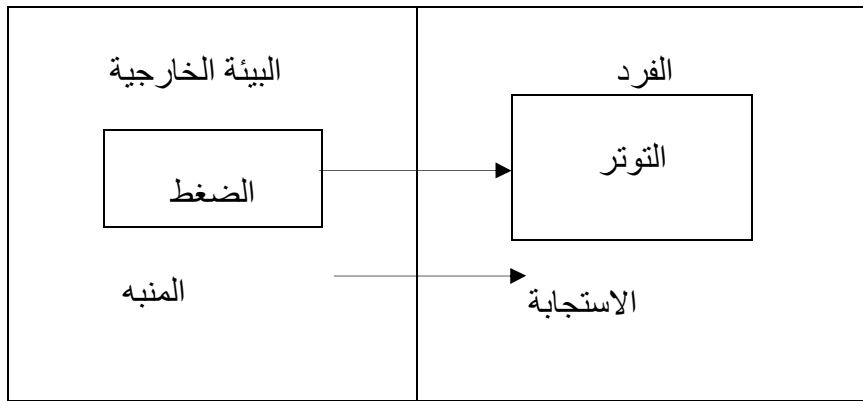 الفرد
البيئة الخارجية
التوتر
الضغط
المنبه
الاستجابة